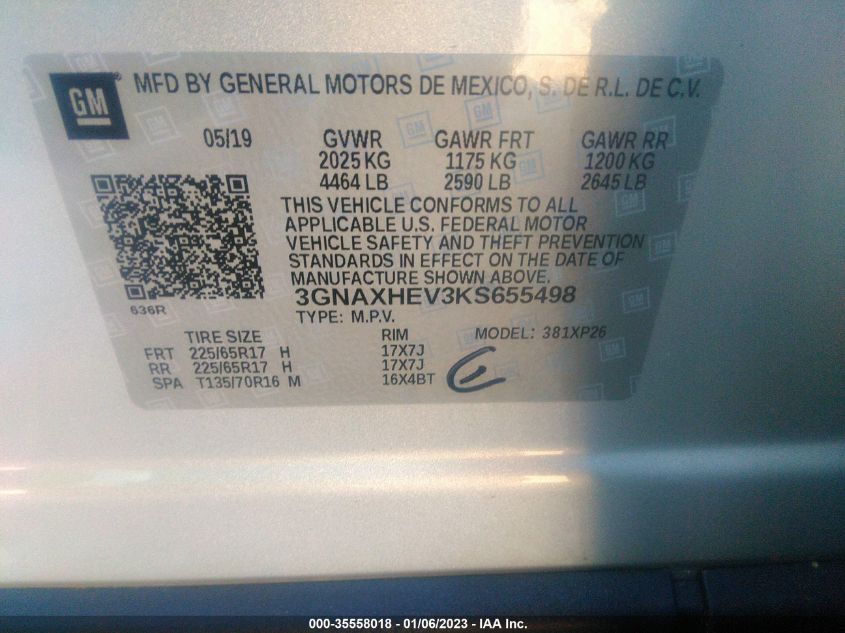 GM
MFD BY GENERAL MOTORS DE MEXICO, S. DE R.L. DE C.V.
05/19 GVWR GAWR FRT GAWR RR
2025 KG 1175 KG 1200 KG
4464 LB 2590 LB 2645 LB
THIS VEHICLE CONFORMS TO ALL
APPLICABLE U.S. FEDERAL MOTOR
VEHICLE SAFETY AND THEFT PREVENTION
STANDARDS IN EFFECT ON THE DATE OF
MANUFACTURE SHOWN ABOVE.
3GNAXHEV3KS655498
636R
TYPE: M.P.V.
TIRE SIZE RIM MODEL: 381XP26
FRT 225/65R17 H 17X7J
RR 225/65R17 H 17X7J
SPA T135/70R16 M 16X4BT
000-35558018 - 01/06/2023 - IAA Inc.